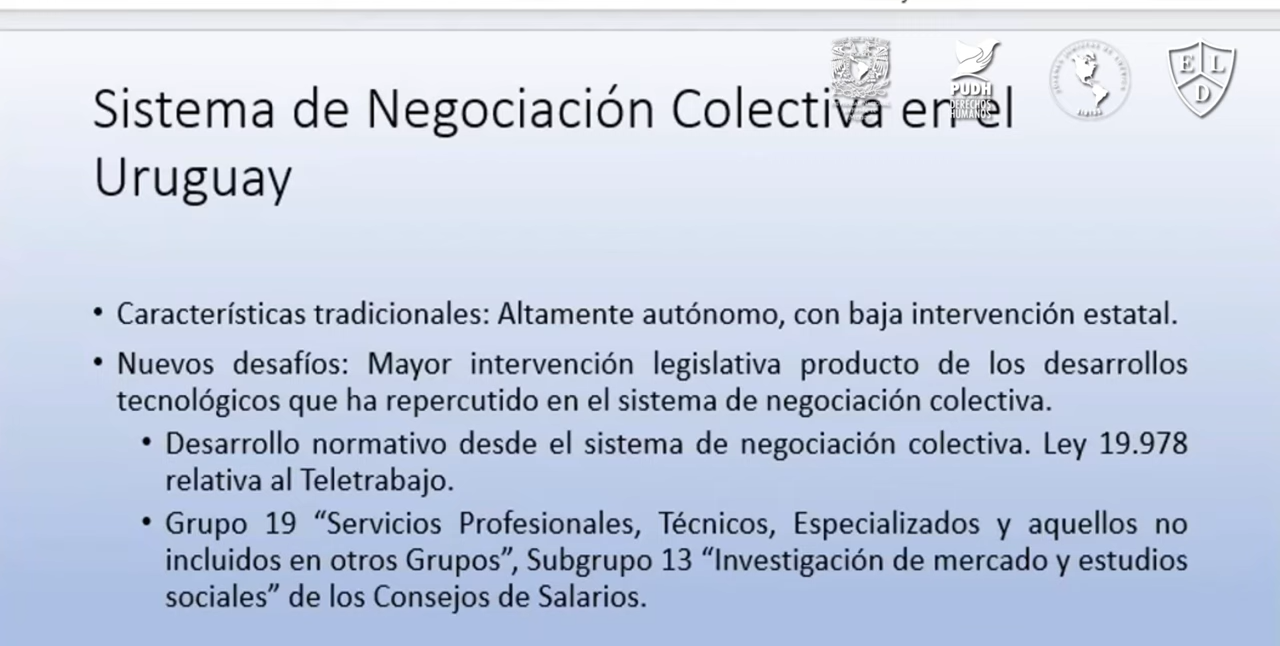 Sistema de Negociación Colectiva en el
Uruguay
PUDH
DERECHOS
HUMANOS
E L
D
• Características tradicionales: Altamente autónomo, con baja intervención estatal.
• Nuevos desafíos: Mayor intervención legislativa producto de los desarrollos
tecnológicos que ha repercutido en el sistema de negociación colectiva.
• Desarrollo normativo desde el sistema de negociación colectiva. Ley 19.978
relativa al Teletrabajo.
• Grupo 19 “Servicios Profesionales, Técnicos, Especializados y aquellos no
incluidos en otros Grupos”, Subgrupo 13 “Investigación de mercado y estudios
sociales” de los Consejos de Salarios.